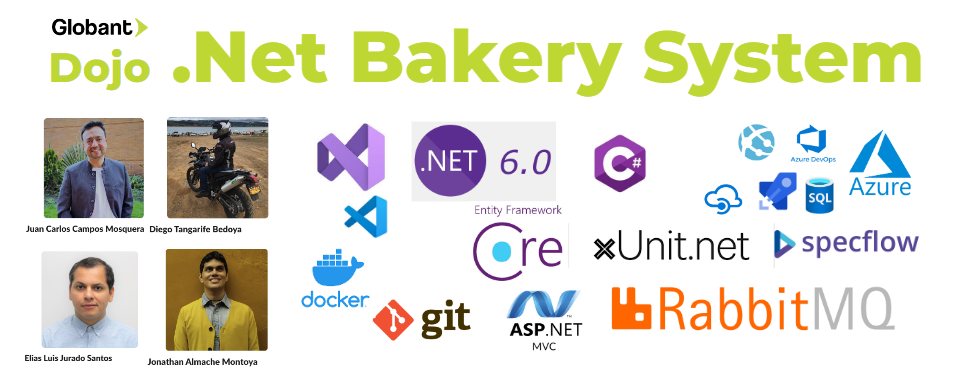 Globant
Dojo .Net Bakery System
Juan Carlos Campos Mosquera
Diego Tangarife Bedoya
Elias Luis Jurado Santos
Jonathan Almache Montoya
.NET 6.0
C#
Azure DevOps
Azure
SQL
Entity Framework
Core
xUnit.net
specflow
docker
git
ASP.NET
MVC
RabbitMQ